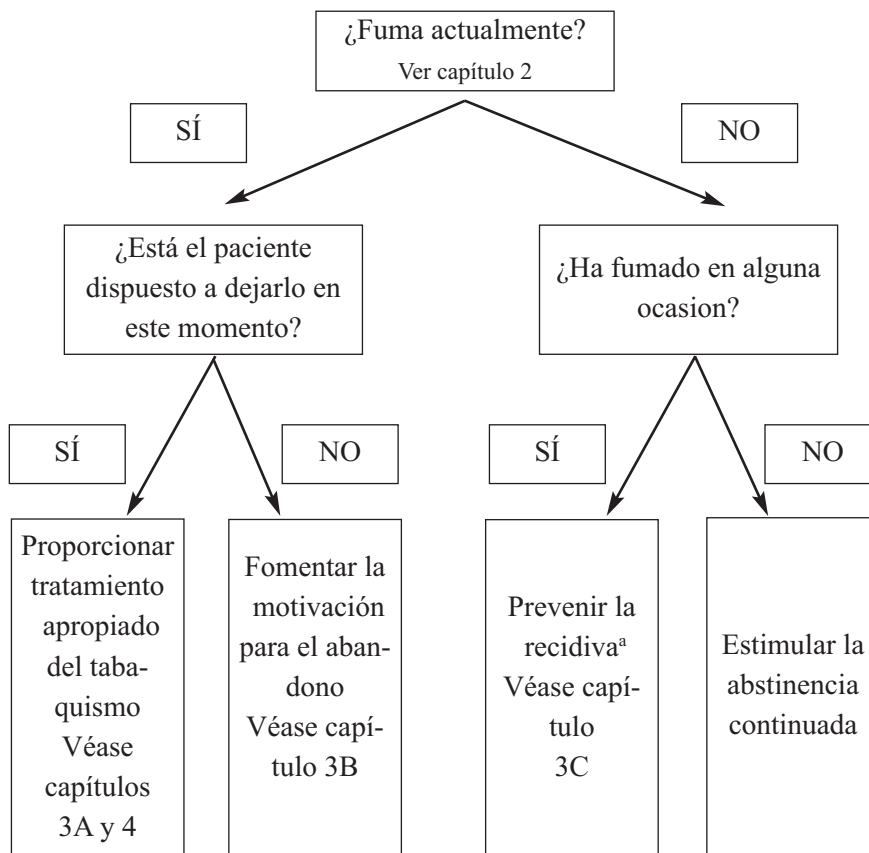 ¿Fuma actualmente?
Ver capítulo 2
SÍ
NO
¿Está el paciente
dispuesto a dejarlo en
este momento?
¿Ha fumado en alguna
ocasion?
SÍ
NO
SÍ
NO
Proporcionar
tratamiento
apropiado
del taba-
quismo
Véase
capítulos
3A y 4
Fomentar la
motivación
para el aban-
dono
Véase capí-
tulo 3B
Prevenir la
recidivaª
Véase capí-
tulo
3C
Estimular la
abstinencia
continuada